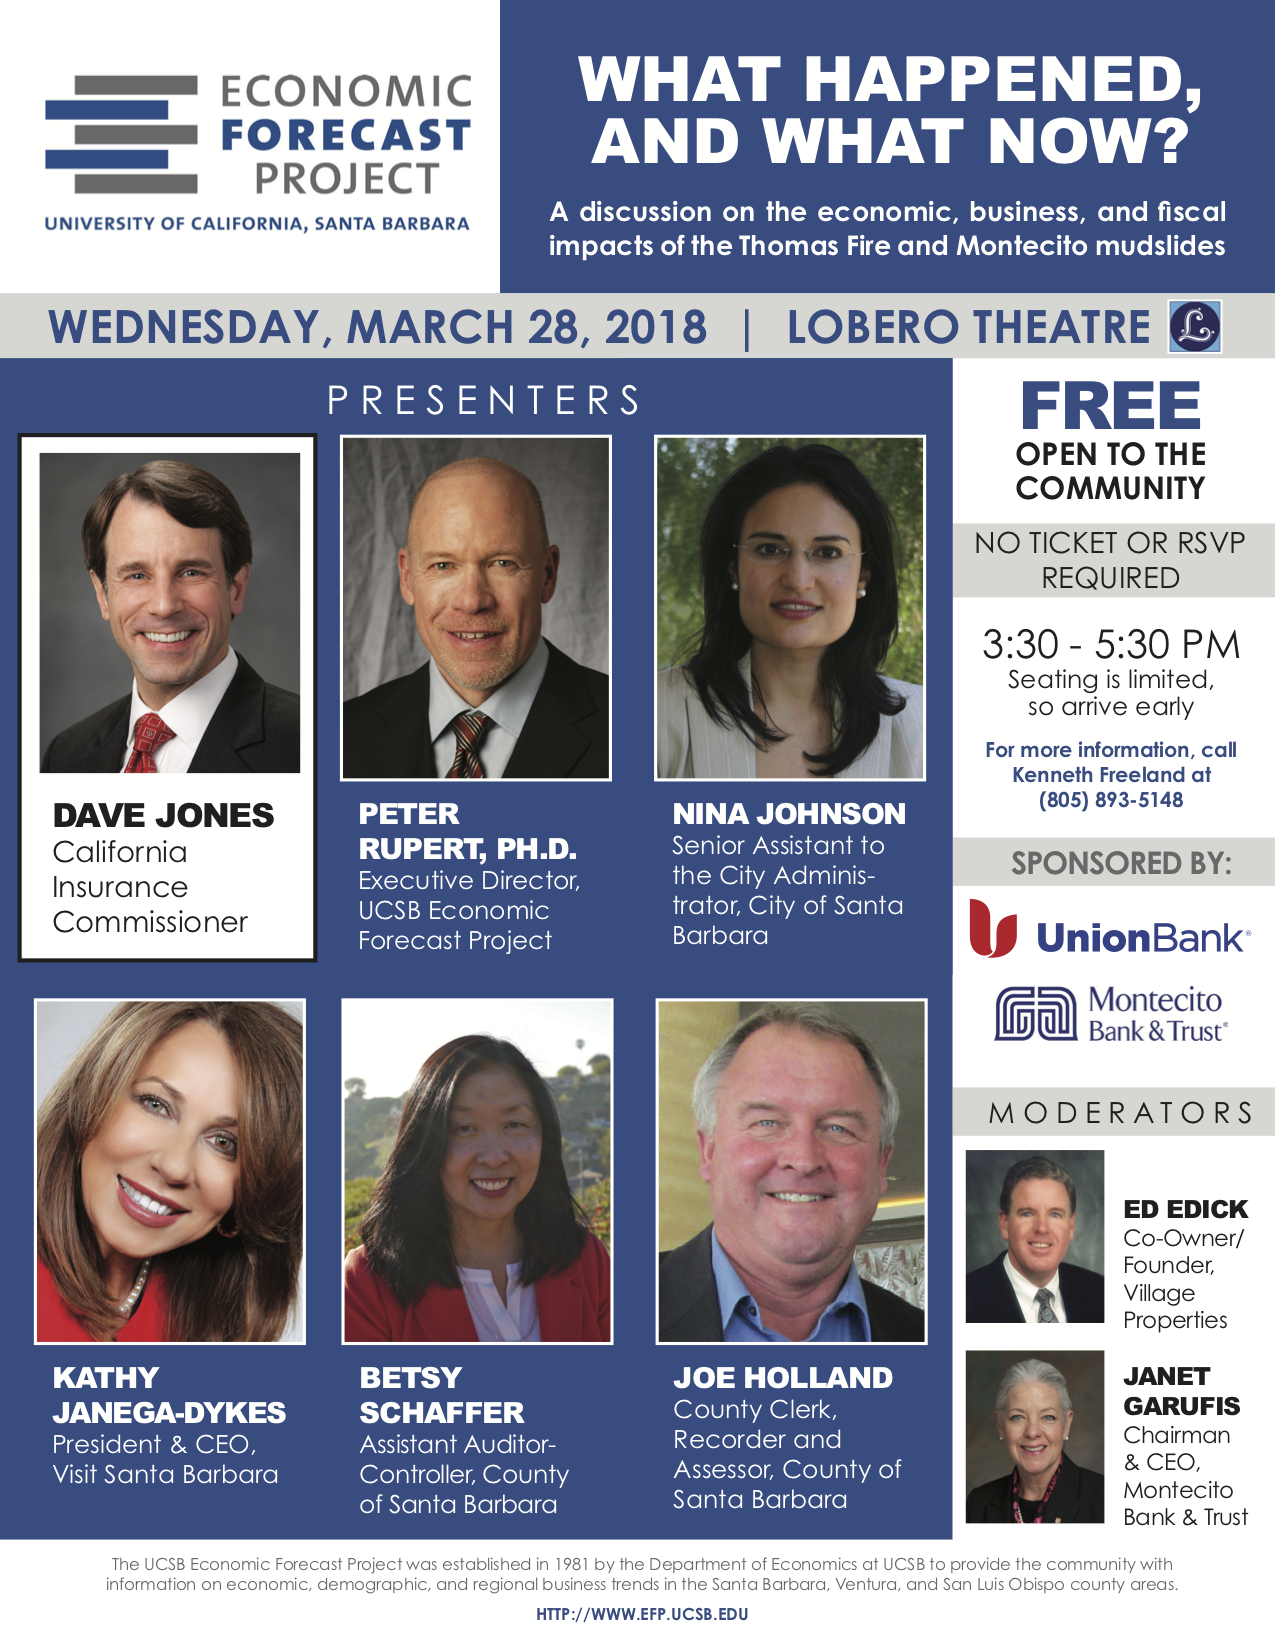 ECONOMIC
FORECAST
PROJECT
UNIVERSITY OF CALIFORNIA, SANTA BARBARA
WHAT HAPPENED,
AND WHAT NOW?
A discussion on the economic, business, and fiscal
impacts of the Thomas Fire and Montecito mudslides
WEDNESDAY, MARCH 28, 2018 | LOBERO THEATRE L
PRESENTERS
DAVE JONES
California
Insurance
Commissioner
PETER
RUPERT, PH.D.
Executive Director,
UCSB Economic
Forecast Project
NINA JOHNSON
Senior Assistant to
the City Adminis-
trator, City of Santa
Barbara
KATHY
JANEGA-DYKES
President & CEO,
Visit Santa Barbara
BETSY
SCHAFFER
Assistant Auditor-
Controller, County
of Santa Barbara
JOE HOLLAND
County Clerk,
Recorder and
Assessor, County of
Santa Barbara
FREE
OPEN TO THE
COMMUNITY
NO TICKET OR RSVP
REQUIRED
3:30 - 5:30 PM
Seating is limited,
so arrive early
For more information, call
Kenneth Freeland at
(805) 893-5148
SPONSORED BY:
UnionBank®
Montecito
Bank & Trust®
MODERATORS
ED EDICK
Co-Owner/
Founder,
Village
Properties
JANET
GARUFIS
Chairman
& CEO,
Montecito
Bank & Trust
The UCSB Economic Forecast Project was established in 1981 by the Department of Economics at UCSB to provide the community with
information on economic, demographic, and regional business trends in the Santa Barbara, Ventura, and San Luis Obispo county areas.
HTTP://WWW.EFP.UCSB.EDU